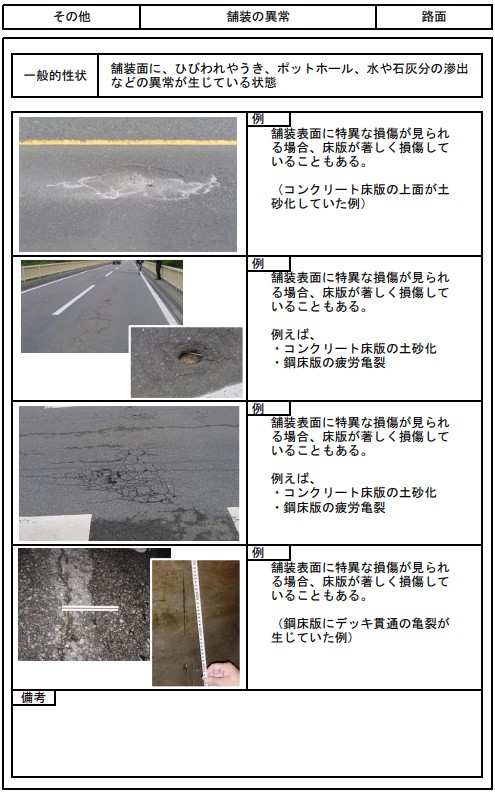 その他
舗装の異常
路面
一般的性状
舗装面に、ひびわれやうき、ポットホール、水や石灰分の滲出
などの異常が生じている状態
例
舗装表面に特異な損傷が見られ
る場合、床版が著しく損傷して
いることもある。
（コンクリート床版の上面が土
砂化していた例）
例
舗装表面に特異な損傷が見られ
る場合、床版が著しく損傷して
いることもある。
例えば、
・コンクリート床版の土砂化
・鋼床版の疲労亀裂
例
舗装表面に特異な損傷が見られ
る場合、床版が著しく損傷して
いることもある。
例えば、
・コンクリート床版の土砂化
・鋼床版の疲労亀裂
例
舗装表面に特異な損傷が見られ
る場合、床版が著しく損傷して
いることもある。
（鋼床版にデッキ貫通の亀裂が
生じていた例）
備考